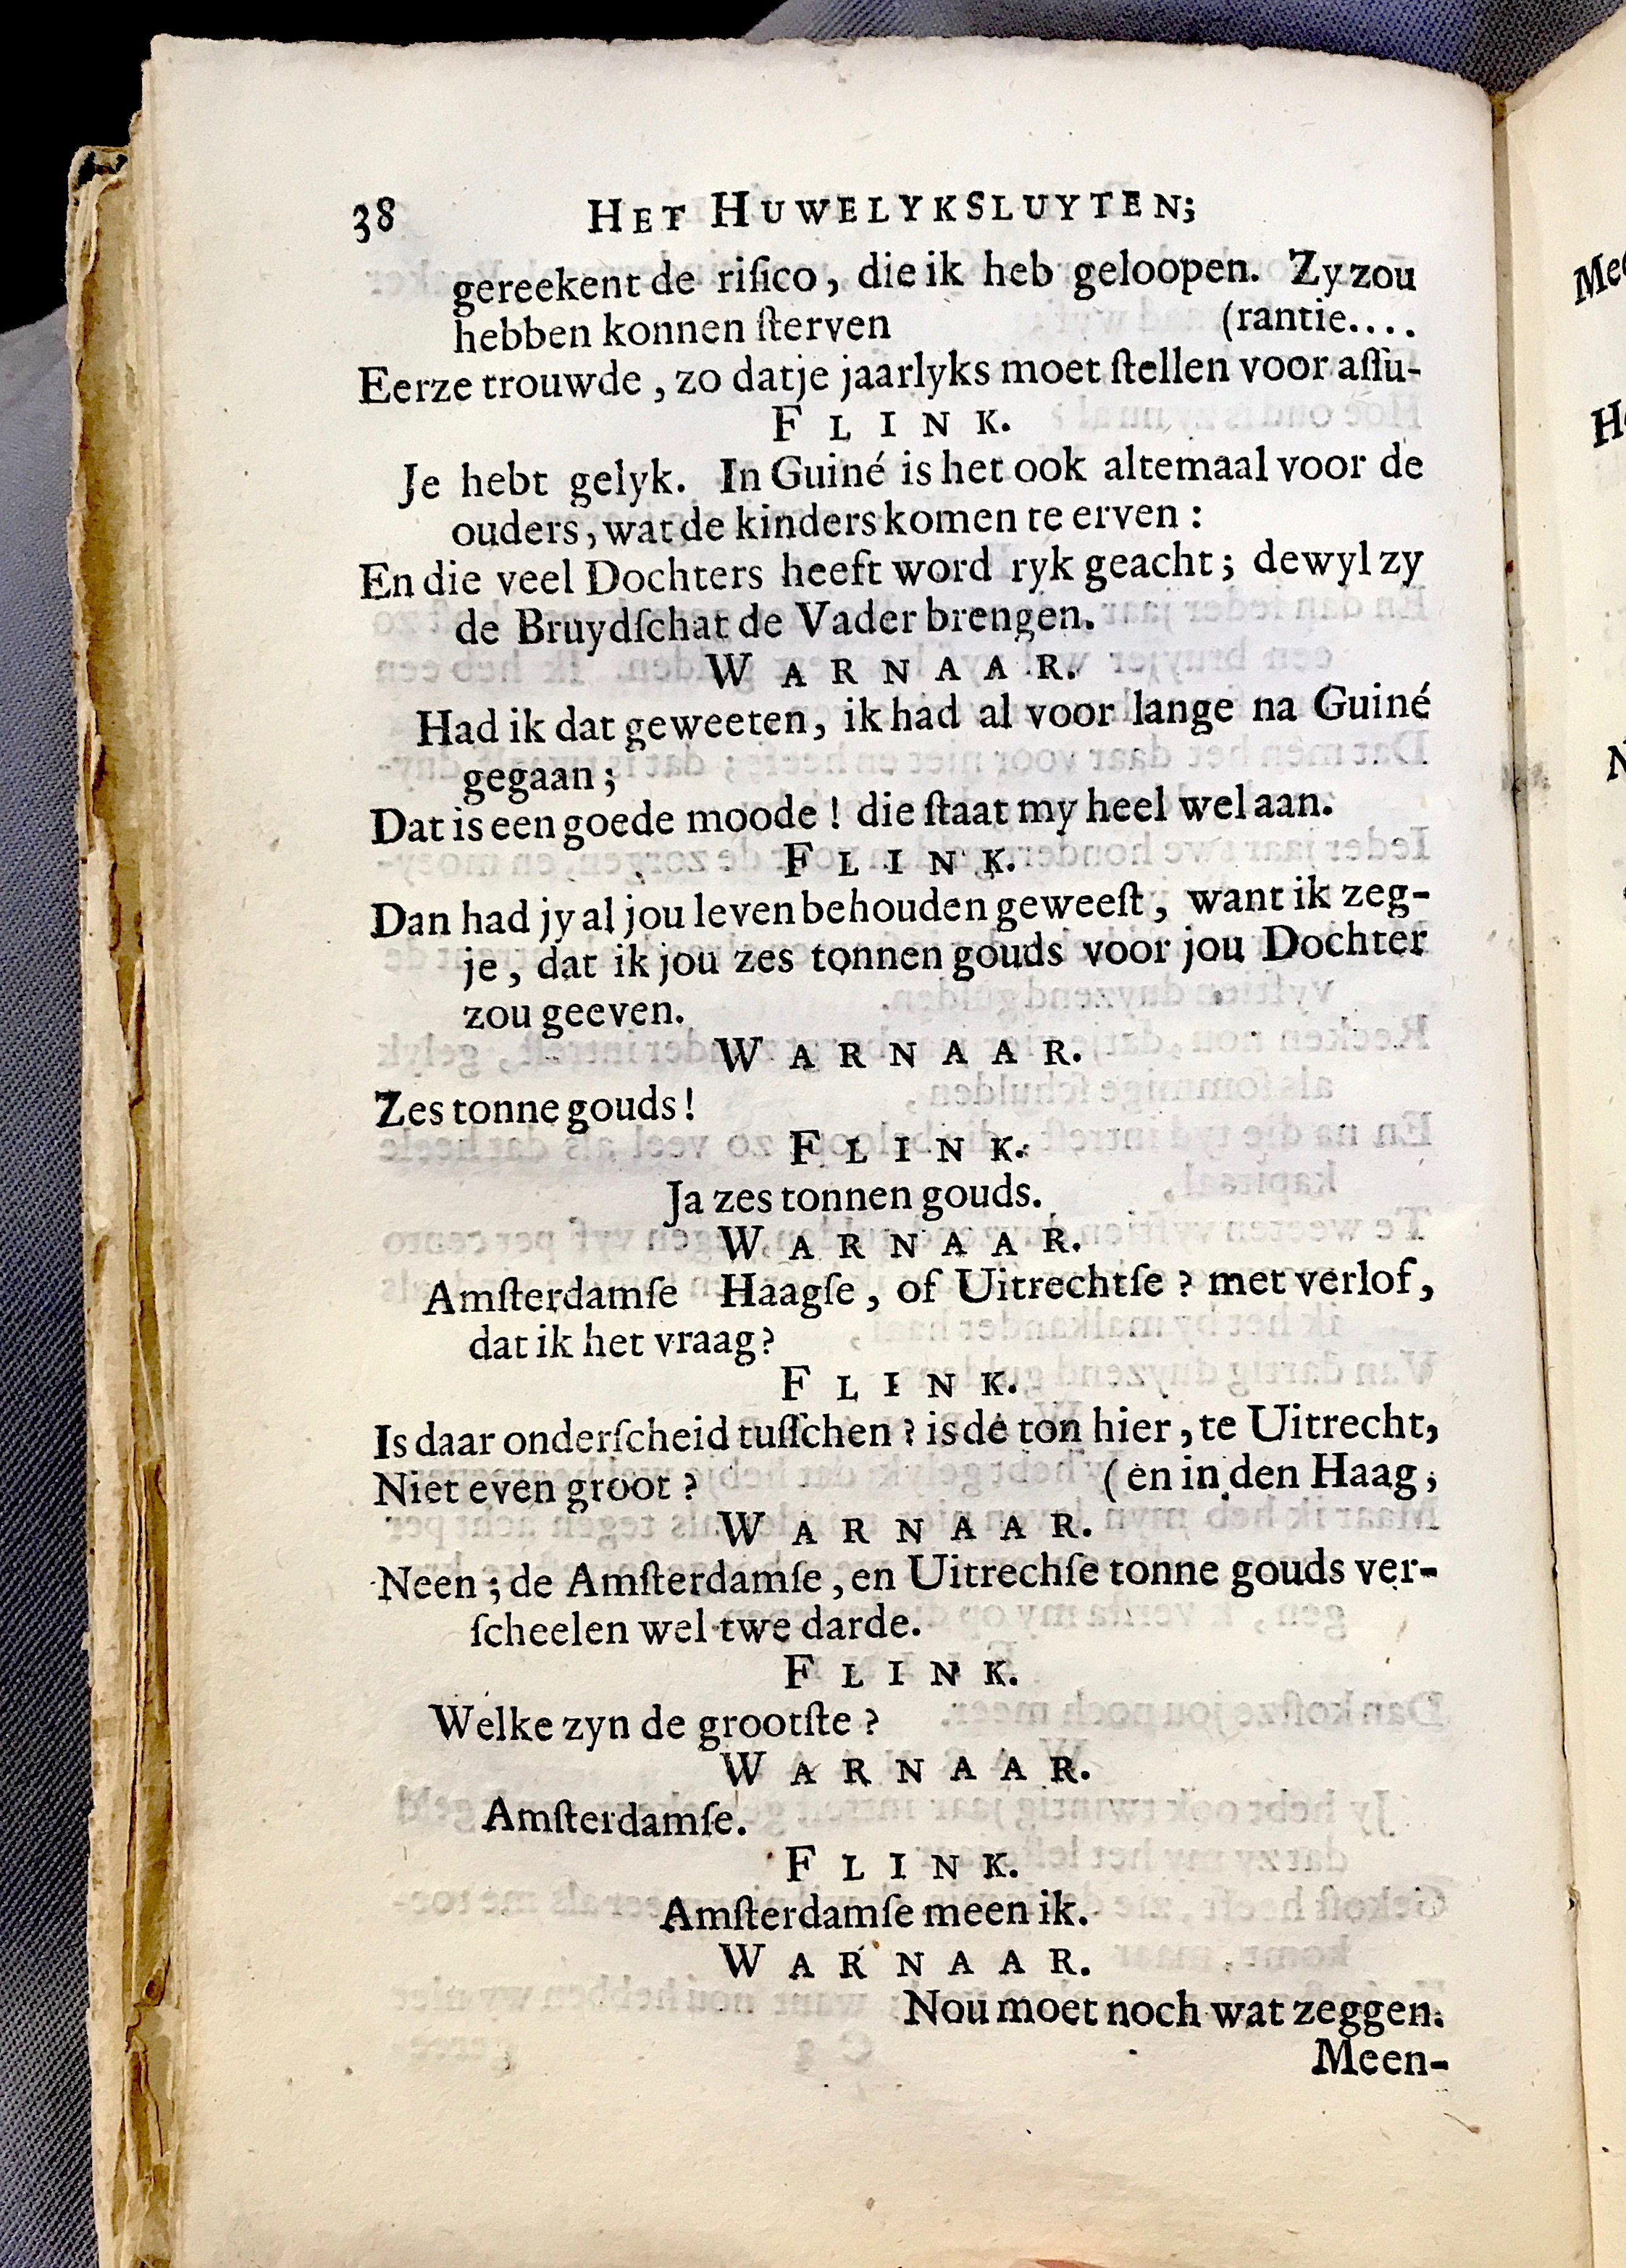 38 HET HUWELYKSLUYTEN;
gereekent de riſico, die ik heb geloopen. Zy zou
hebben konnen ſterven (rantie....
Eerze trouwde, zo datje jaarlyks moet ſtellen voor aſſu-
FLINK.
Je hebt gelyk. In Guiné is het ook altemaal voor de
ouders, wat de kinders komen te erven:
En die veel Dochters heeft word ryk geacht; dewyl zy
de Bruydſchat de Vader brengen.
WARNAAR.
Had ik dat geweeten, ik had al voor lange na Guiné
gegaan;
Dat is een goede moode! die ſtaat my heel wel aan.
FLINK.
Dan had jy al jou leven behouden geweeſt, want ik zeg-
je, dat ik jou zes tonnen gouds voor jou Dochter
zou geeven.
WARNAAR.
Zes tonne gouds!
FLINK.
Ja zes tonnen gouds.
WARNAAR.
Amſterdamſe Haagſe, of Uitrechtſe? met verlof,
dat ik het vraag?
FLINK.
Is daar onderſcheid tuſſchen? is de ton hier, te Uitrecht,
Niet even groot? (en in den Haag,
WARNAAR.
Neen; de Amſterdamſe, en Uitrechſe tonne gouds ver-
ſcheelen wel twe darde.
FLINK.
Welke zyn de grootſte?
WARNAAR.
Amſterdamſe.
FLINK.
Amſterdamſe meen ik.
WARNAAR.
Nou moet noch wat zeggen.
Meen-